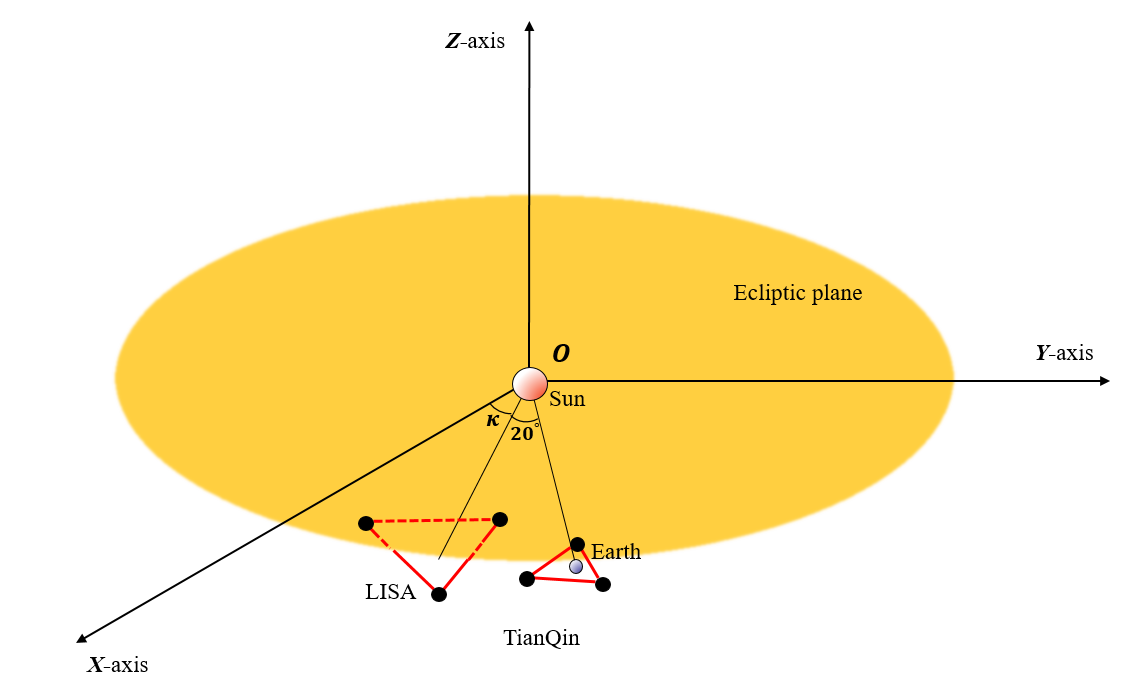 Z-axis
Ecliptic plane
O
Y-axis
Sun
κ
20°
Earth
LISA
TianQin
X-axis